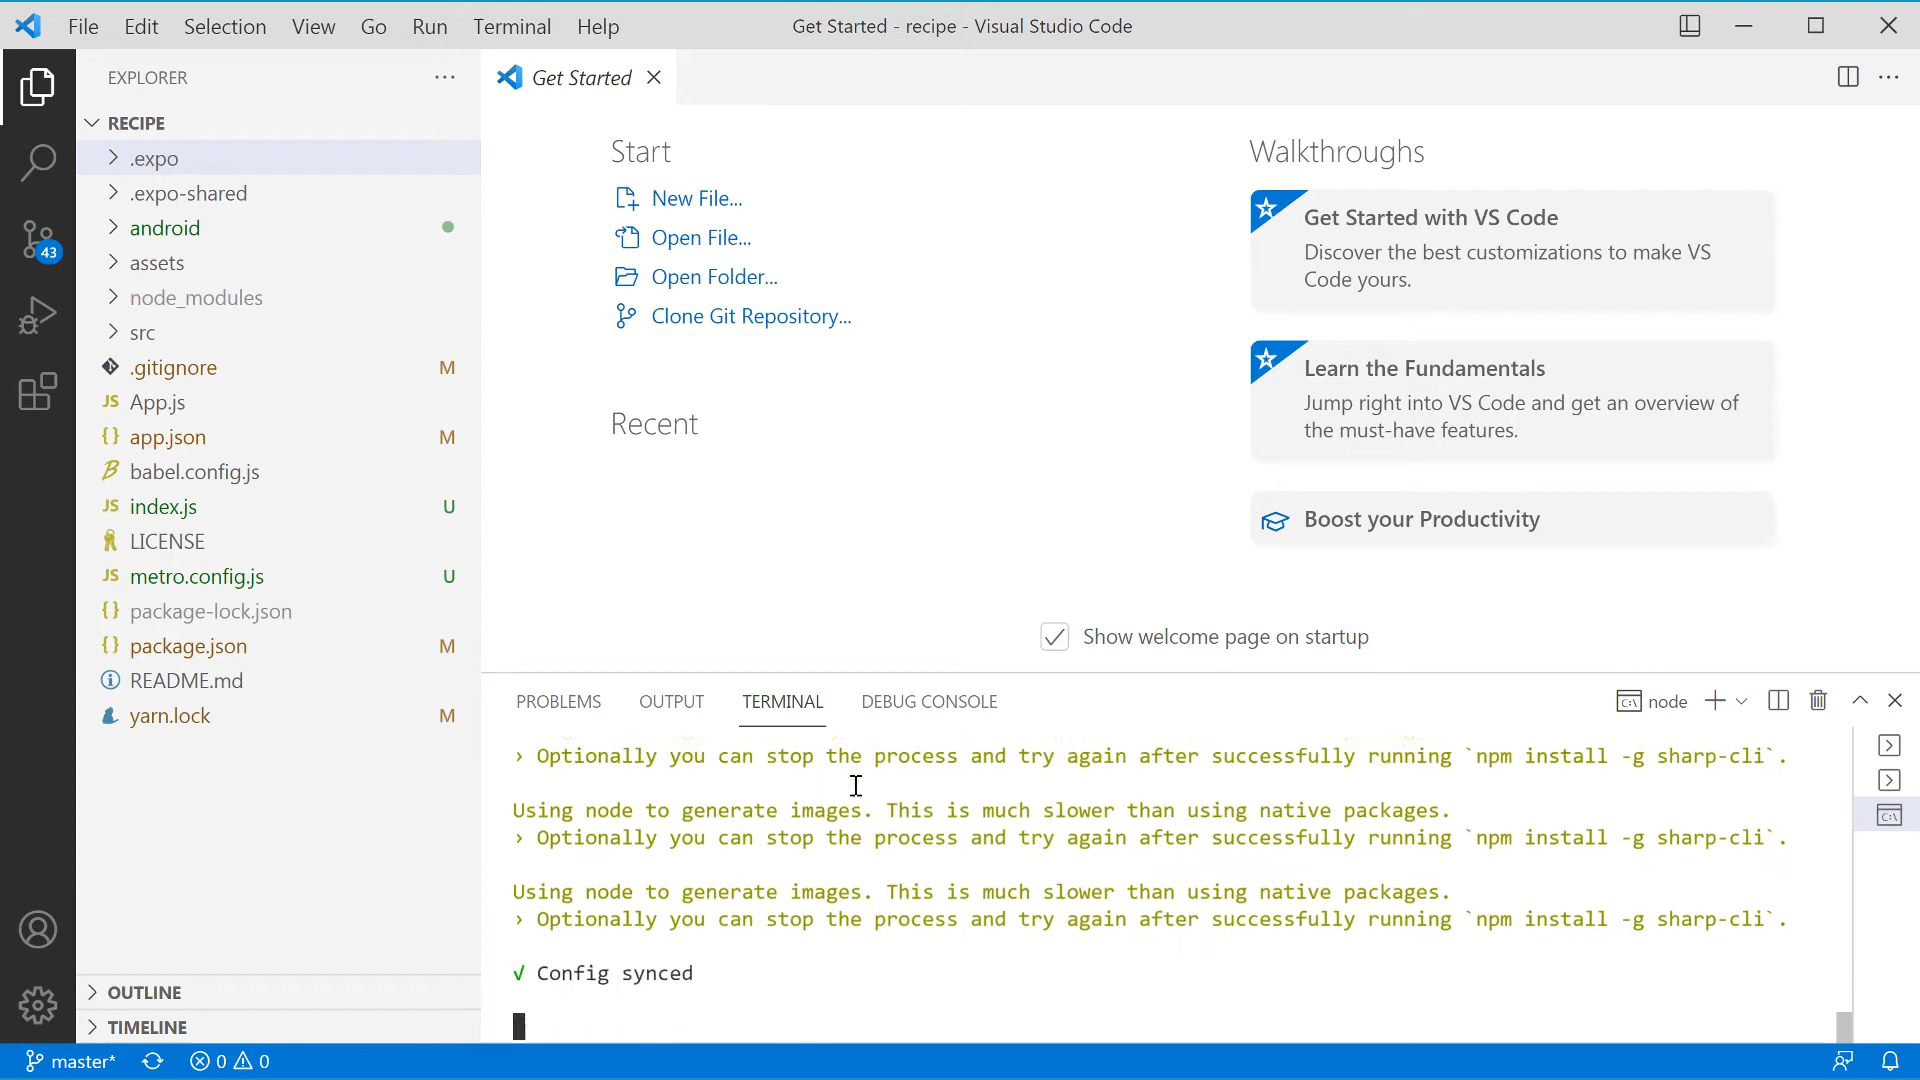 File Edit Selection View Go Run Terminal Help
Get Started - recipe - Visual Studio Code
EXPLORER
RECIPE
.expo
.expo-shared
android
assets
node_modules
src
.gitignore M
JS App.js
{} app.json M
babel.config.js
JS index.js U
LICENSE
JS metro.config.js U
{} package-lock.json
{} package.json M
README.md
yarn.lock M
OUTLINE
TIMELINE
43
Get Started
Start
New File...
Open File...
Open Folder...
Clone Git Repository...
Recent
Walkthroughs
Get Started with VS Code
Discover the best customizations to make VS
Code yours.
Learn the Fundamentals
Jump right into VS Code and get an overview of
the must-have features.
Boost your Productivity
Show welcome page on startup
PROBLEMS OUTPUT TERMINAL DEBUG CONSOLE
node
› Optionally you can stop the process and try again after successfully running `npm install -g sharp-cli`.
Using node to generate images. This is much slower than using native packages.
› Optionally you can stop the process and try again after successfully running `npm install -g sharp-cli`.
Using node to generate images. This is much slower than using native packages.
› Optionally you can stop the process and try again after successfully running `npm install -g sharp-cli`.
√ Config synced
master* 0 0